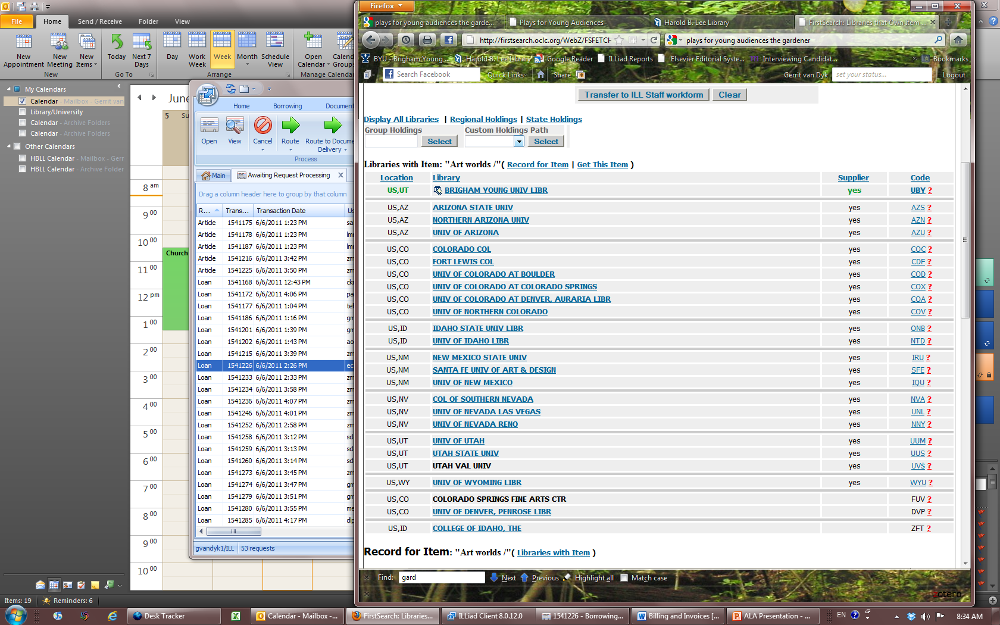 File Home Send / Receive Folder View
New Appointment New Meeting New Items Today Next 7 Days Day Work Week Week Month Schedule View Open Calendar Calendar Groups
New Go To Arrange Manage Calendars
My Calendars
Calendar - Mailbox - Gerrit van
Library/University
Calendar - Archive Folders
Calendar - Archive Folders
Other Calendars
HBLL Calendar - Mailbox - Gerr
HBLL Calendar - Archive Folder
June
5 Su
8 am
9 00
10 00
Church
11 00
12 pm
1 00
2 00
3 00
4 00
5 00
6 00
7 00
8 00
9 00
10 00
Items: 19 Reminders: 6
Home Borrowing Document
Open View Cancel Route Route to Docume Delivery
Process
Main Awaiting Request Processing
Drag a column header here to group by that column
R... Trans... Transaction Date Us
Article 1541175 6/6/2011 1:23 PM sa
Article 1541178 6/6/2011 1:23 PM lm
Article 1541187 6/6/2011 1:23 PM lm
Article 1541216 6/6/2011 3:42 PM zm
Article 1541225 6/6/2011 3:50 PM zm
Loan 1541168 6/6/2011 12:43 PM ck
Loan 1541172 6/6/2011 4:06 PM pa
Loan 1541177 6/6/2011 1:04 PM tel
Loan 1541186 6/6/2011 1:16 PM gm
Loan 1541201 6/6/2011 1:39 PM gm
Loan 1541202 6/6/2011 1:43 PM ao
Loan 1541215 6/6/2011 3:39 PM zm
Loan 1541226 6/6/2011 2:26 PM ec
Loan 1541233 6/6/2011 2:33 PM zm
Loan 1541234 6/6/2011 3:58 PM zm
Loan 1541236 6/6/2011 4:07 PM zm
Loan 1541246 6/6/2011 4:01 PM zm
Loan 1541252 6/6/2011 2:58 PM zm
Loan 1541258 6/6/2011 3:12 PM sd
Loan 1541259 6/6/2011 3:13 PM sd
Loan 1541260 6/6/2011 3:14 PM sd
Loan 1541273 6/6/2011 3:45 PM zm
Loan 1541274 6/6/2011 3:47 PM gm
Loan 1541279 6/6/2011 3:51 PM gm
Loan 1541280 6/6/2011 3:55 PM me
Loan 1541285 6/6/2011 4:17 PM dlp
gvandyk1/ILL 53 requests
Firefox
plays for young audiences the garde... Plays for Young Audiences Harold B. Lee Library FirstSearch: Libraries that Own Item ...
http://firstsearch.oclc.org/WebZ/FSFETCH plays for young audiences the gardener
BYU - Brigham Young ... Harold B. Lee Library Google Reader ILLiad Reports Elsevier Editorial Syste... Interviewing Candidat... » Bookmarks
Search Facebook Quick Links Share Gerrit van Dyk set your status... Logout
Transfer to ILL Staff workform Clear
Display All Libraries | Regional Holdings | State Holdings
Group Holdings Custom Holdings Path
Select Select
Libraries with Item: "Art worlds /"( Record for Item | Get This Item )
Location Library Supplier Code
US,UT BRIGHAM YOUNG UNIV LIBR yes UBY ?
US,AZ ARIZONA STATE UNIV yes AZS ?
US,AZ NORTHERN ARIZONA UNIV yes AZN ?
US,AZ UNIV OF ARIZONA yes AZU ?
US,CO COLORADO COL yes COC ?
US,CO FORT LEWIS COL yes CDF ?
US,CO UNIV OF COLORADO AT BOULDER yes COD ?
US,CO UNIV OF COLORADO AT COLORADO SPRINGS yes COX ?
US,CO UNIV OF COLORADO AT DENVER, AURARIA LIBR yes COA ?
US,CO UNIV OF NORTHERN COLORADO yes COV ?
US,ID IDAHO STATE UNIV LIBR yes ONB ?
US,ID UNIV OF IDAHO LIBR yes NTD ?
US,NM NEW MEXICO STATE UNIV yes IRU ?
US,NM SANTA FE UNIV OF ART & DESIGN yes SFE ?
US,NM UNIV OF NEW MEXICO yes IQU ?
US,NV COL OF SOUTHERN NEVADA yes NVA ?
US,NV UNIV OF NEVADA LAS VEGAS yes UNL ?
US,NV UNIV OF NEVADA RENO yes NNY ?
US,UT UNIV OF UTAH yes UUM ?
US,UT UTAH STATE UNIV yes UUS ?
US,UT UTAH VAL UNIV yes UV$ ?
US,WY UNIV OF WYOMING LIBR yes WYU ?
US,CO COLORADO SPRINGS FINE ARTS CTR FUV ?
US,CO UNIV OF DENVER, PENROSE LIBR DVP ?
US,ID COLLEGE OF IDAHO, THE ZFT ?
Record for Item: "Art worlds /"( Libraries with Item )
Find: gard Next Previous Highlight all Match case
zotero
Desk Tracker Calendar - Mailbox -... FirstSearch: Libraries... ILLiad Client 8.0.12.0 1541226 - Borrowing... Billing and Invoices [... ALA Presentation - ... EN 8:34 AM